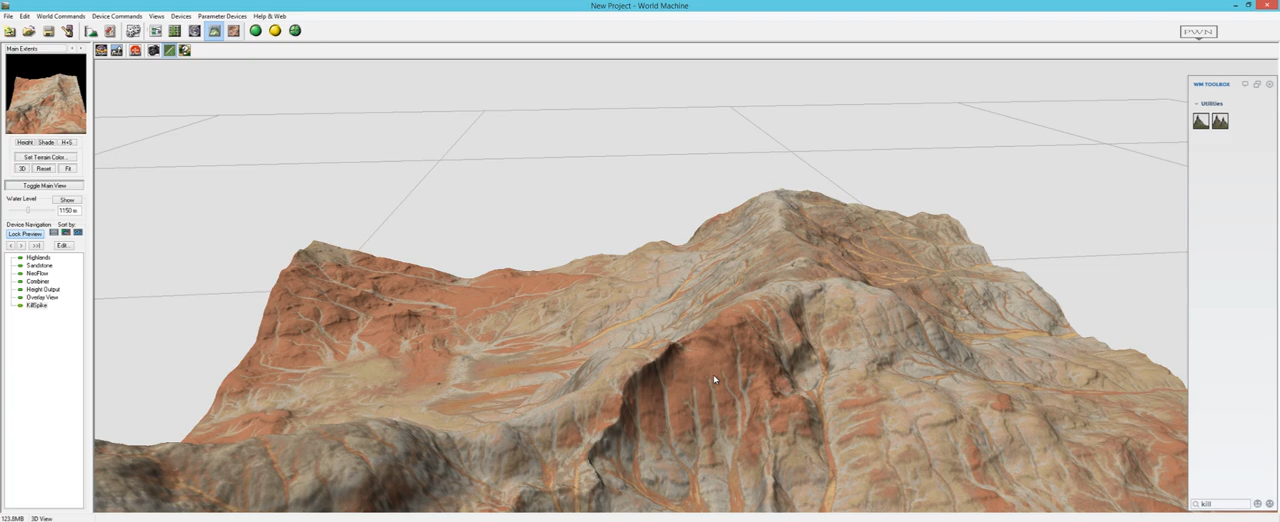 New Project - World Machine
File Edit World Commands Device Commands Views Devices Parameter Devices Help & Web
PWN
Main Extents
WM TOOLBOX
Utilities
Height Shade H+S
Set Terrain Color...
3D Reset Fit
Toggle Main View
Water Level Show
1150 m
Device Navigation Sort by:
Lock Preview
< > >>| Edit...
Highlands
Sandstone
NeoFlow
Combiner
Height Output
Overlay View
KillSpike
kill
123.8MB 3D View